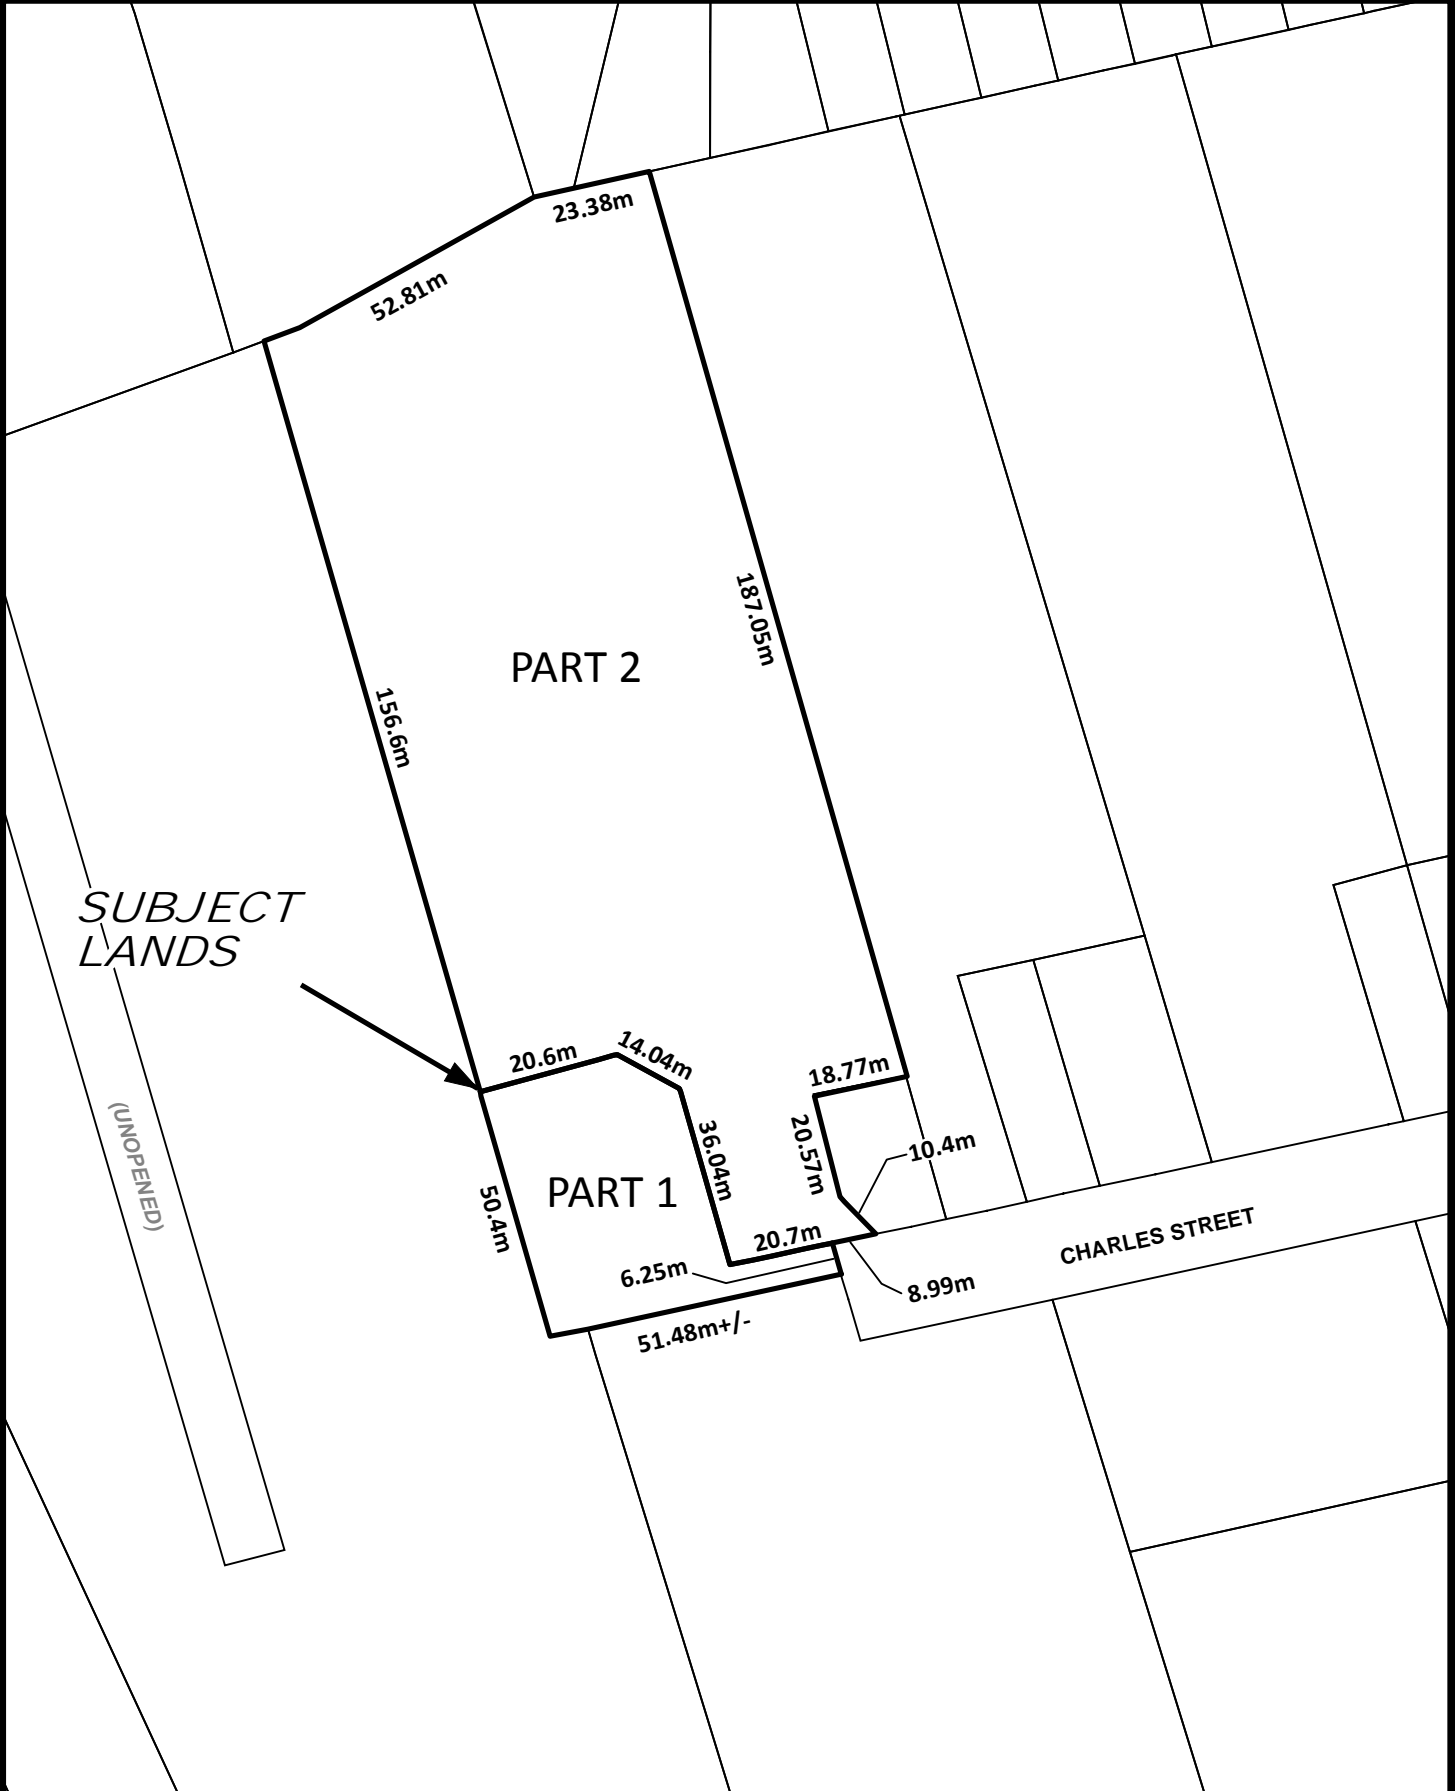 23.38m
52.81m
187.05m
PART 2
156.6m
SUBJECT
LANDS
14.04m
20.6m
18.77m
(UNOPENED)
36.04m
20.57m
10.4m
PART 1
50.4m
20.7m
CHARLES STREET
6.25m
8.99m
51.48m+/-